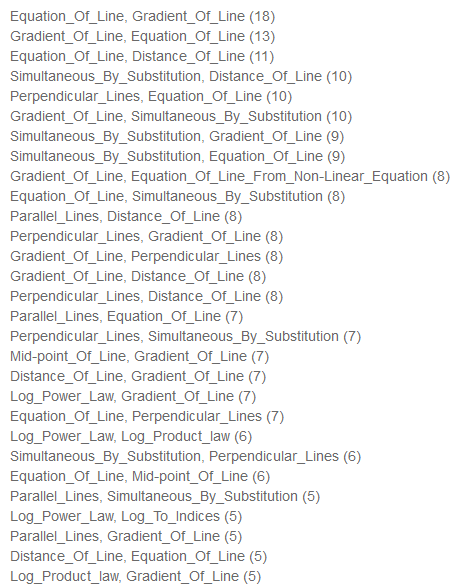 Equation_Of_Line, Gradient_Of_Line (18)
Gradient_Of_Line, Equation_Of_Line (13)
Equation_Of_Line, Distance_Of_Line (11)
Simultaneous_By_Substitution, Distance_Of_Line (10)
Perpendicular_Lines, Equation_Of_Line (10)
Gradient_Of_Line, Simultaneous_By_Substitution (10)
Simultaneous_By_Substitution, Gradient_Of_Line (9)
Simultaneous_By_Substitution, Equation_Of_Line (9)
Gradient_Of_Line, Equation_Of_Line_From_Non-Linear_Equation (8)
Equation_Of_Line, Simultaneous_By_Substitution (8)
Parallel_Lines, Distance_Of_Line (8)
Perpendicular_Lines, Gradient_Of_Line (8)
Gradient_Of_Line, Perpendicular_Lines (8)
Gradient_Of_Line, Distance_Of_Line (8)
Perpendicular_Lines, Distance_Of_Line (8)
Parallel_Lines, Equation_Of_Line (7)
Perpendicular_Lines, Simultaneous_By_Substitution (7)
Mid-point_Of_Line, Gradient_Of_Line (7)
Distance_Of_Line, Gradient_Of_Line (7)
Log_Power_Law, Gradient_Of_Line (7)
Equation_Of_Line, Perpendicular_Lines (7)
Log_Power_Law, Log_Product_law (6)
Simultaneous_By_Substitution, Perpendicular_Lines (6)
Equation_Of_Line, Mid-point_Of_Line (6)
Parallel_Lines, Simultaneous_By_Substitution (5)
Log_Power_Law, Log_To_Indices (5)
Parallel_Lines, Gradient_Of_Line (5)
Distance_Of_Line, Equation_Of_Line (5)
Log_Product_law, Gradient_Of_Line (5)